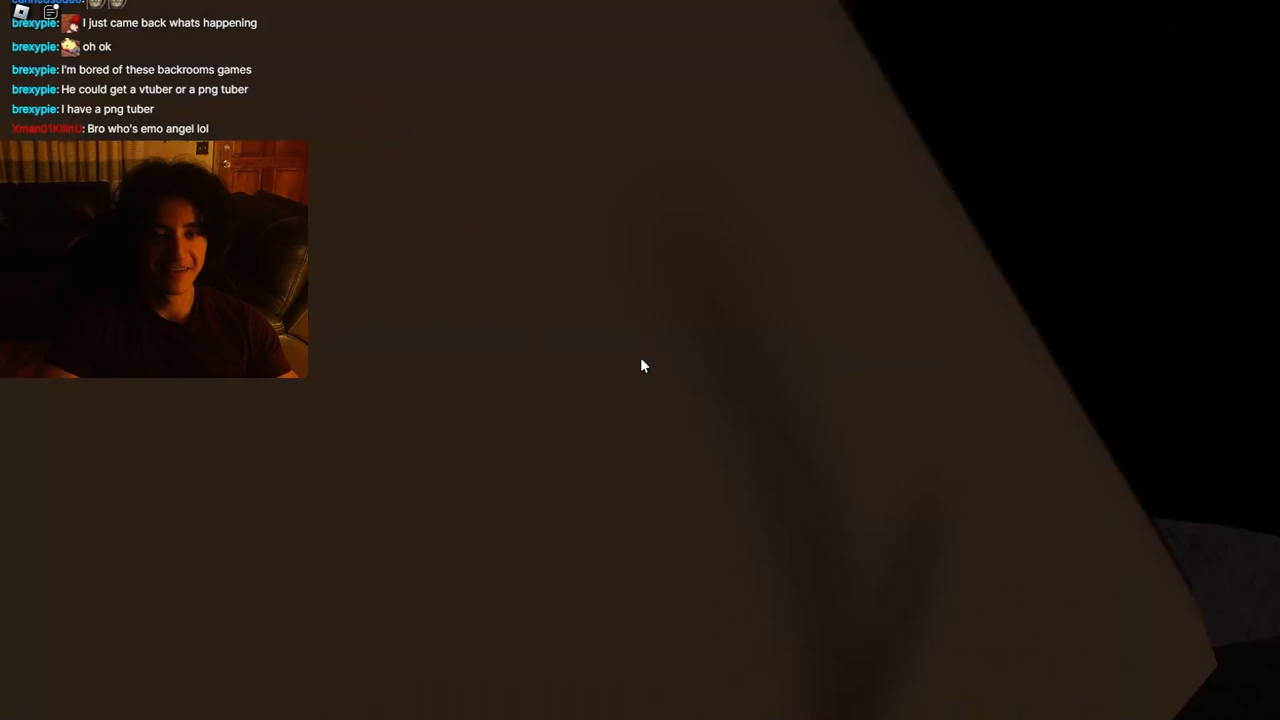 brexypie: I just came back whats happening
brexypie: oh ok
brexypie: I'm bored of these backrooms games
brexypie: He could get a vtuber or a png tuber
brexypie: I have a png tuber
: Bro who's emo angel lol